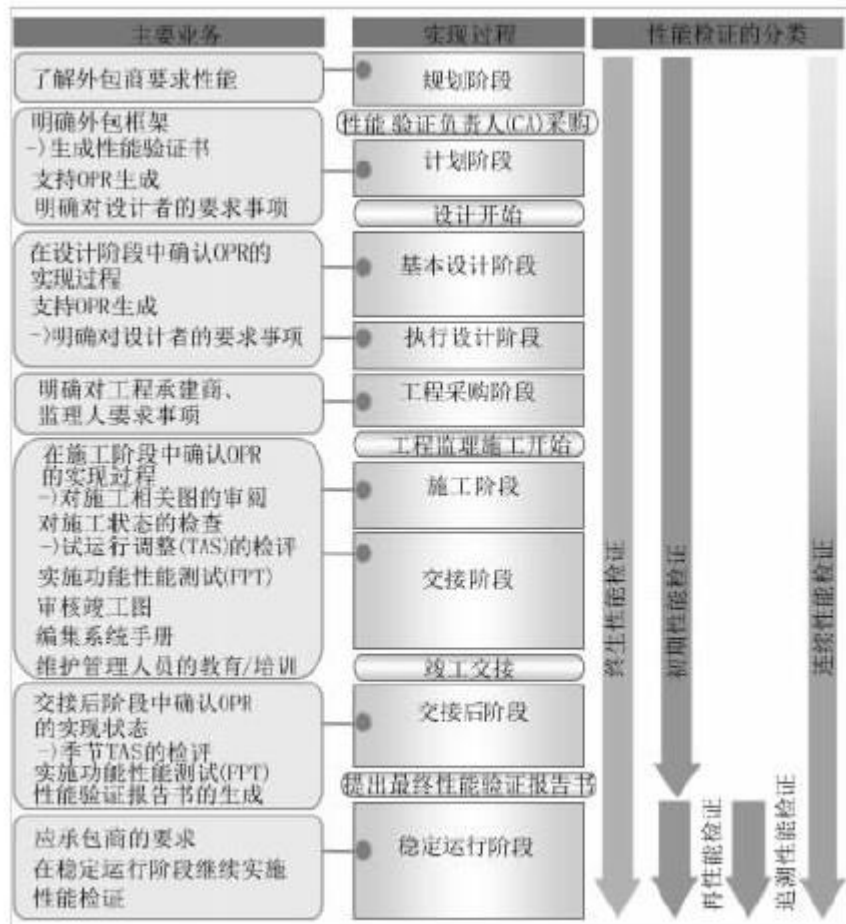 主要业务
实现过程
性能检证的分类
了解外包商要求性能
规划阶段
性能 验证负责人(CA)采购
明确外包框架
-)生成性能验证书
支持OPR生成
明确对设计者的要求事项
计划阶段
设计开始
在设计阶段中确认OPR的
实现过程
支持OPR生成
-)明确对设计者的要求事项
基本设计阶段
执行设计阶段
明确对工程承建商、
监理人要求事项
工程采购阶段
工程监理施工开始
在施工阶段中确认OPR
的实现过程
-)对施工相关图的审阅
对施工状态的检查
-)试运行调整(TAS)的检评
实施功能性能测试(FPT)
审核竣工图
编集系统手册
维护管理人员的教育/培训
施工阶段
交接阶段
竣工交接
交接后阶段中确认OPR
的实现状态
-)季节TAS的检评
实施功能性能测试(FPT)
性能验证报告书的生成
交接后阶段
提出最终性能验证报告书
应承包商的要求
在稳定运行阶段继续实施
性能检证
稳定运行阶段
终生性能检证
初期性能检证
再性能检证
追溯性能检证
连续性能检证